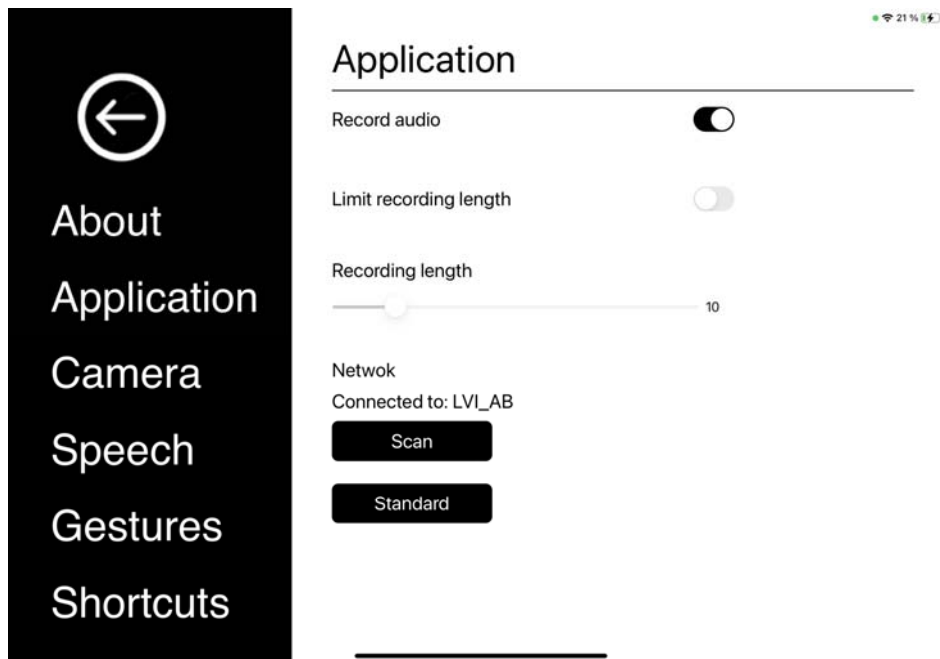 21 %
Application
Record audio
Limit recording length
Recording length
10
Netwok
Connected to: LVI_AB
Scan
Standard
About
Application
Camera
Speech
Gestures
Shortcuts